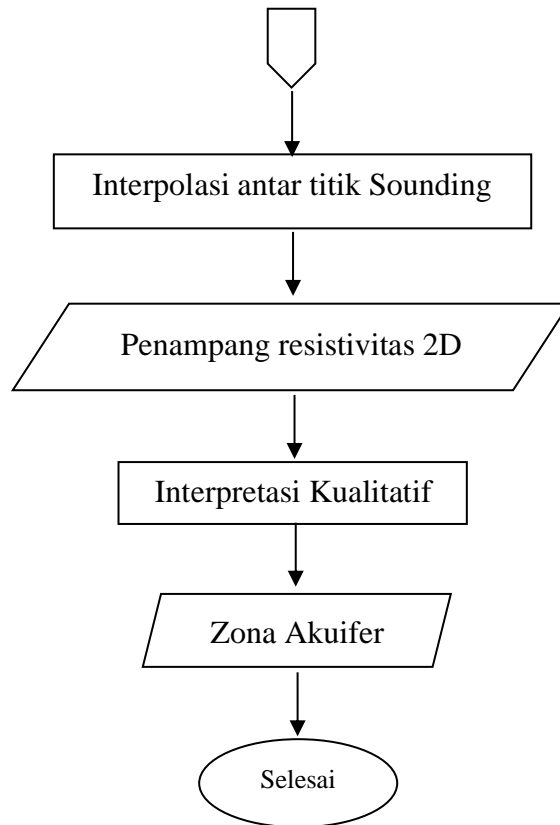 Interpolasi antar titik Sounding
Penampang resistivitas 2D
Interpretasi Kualitatif
Zona Akuifer
Selesai